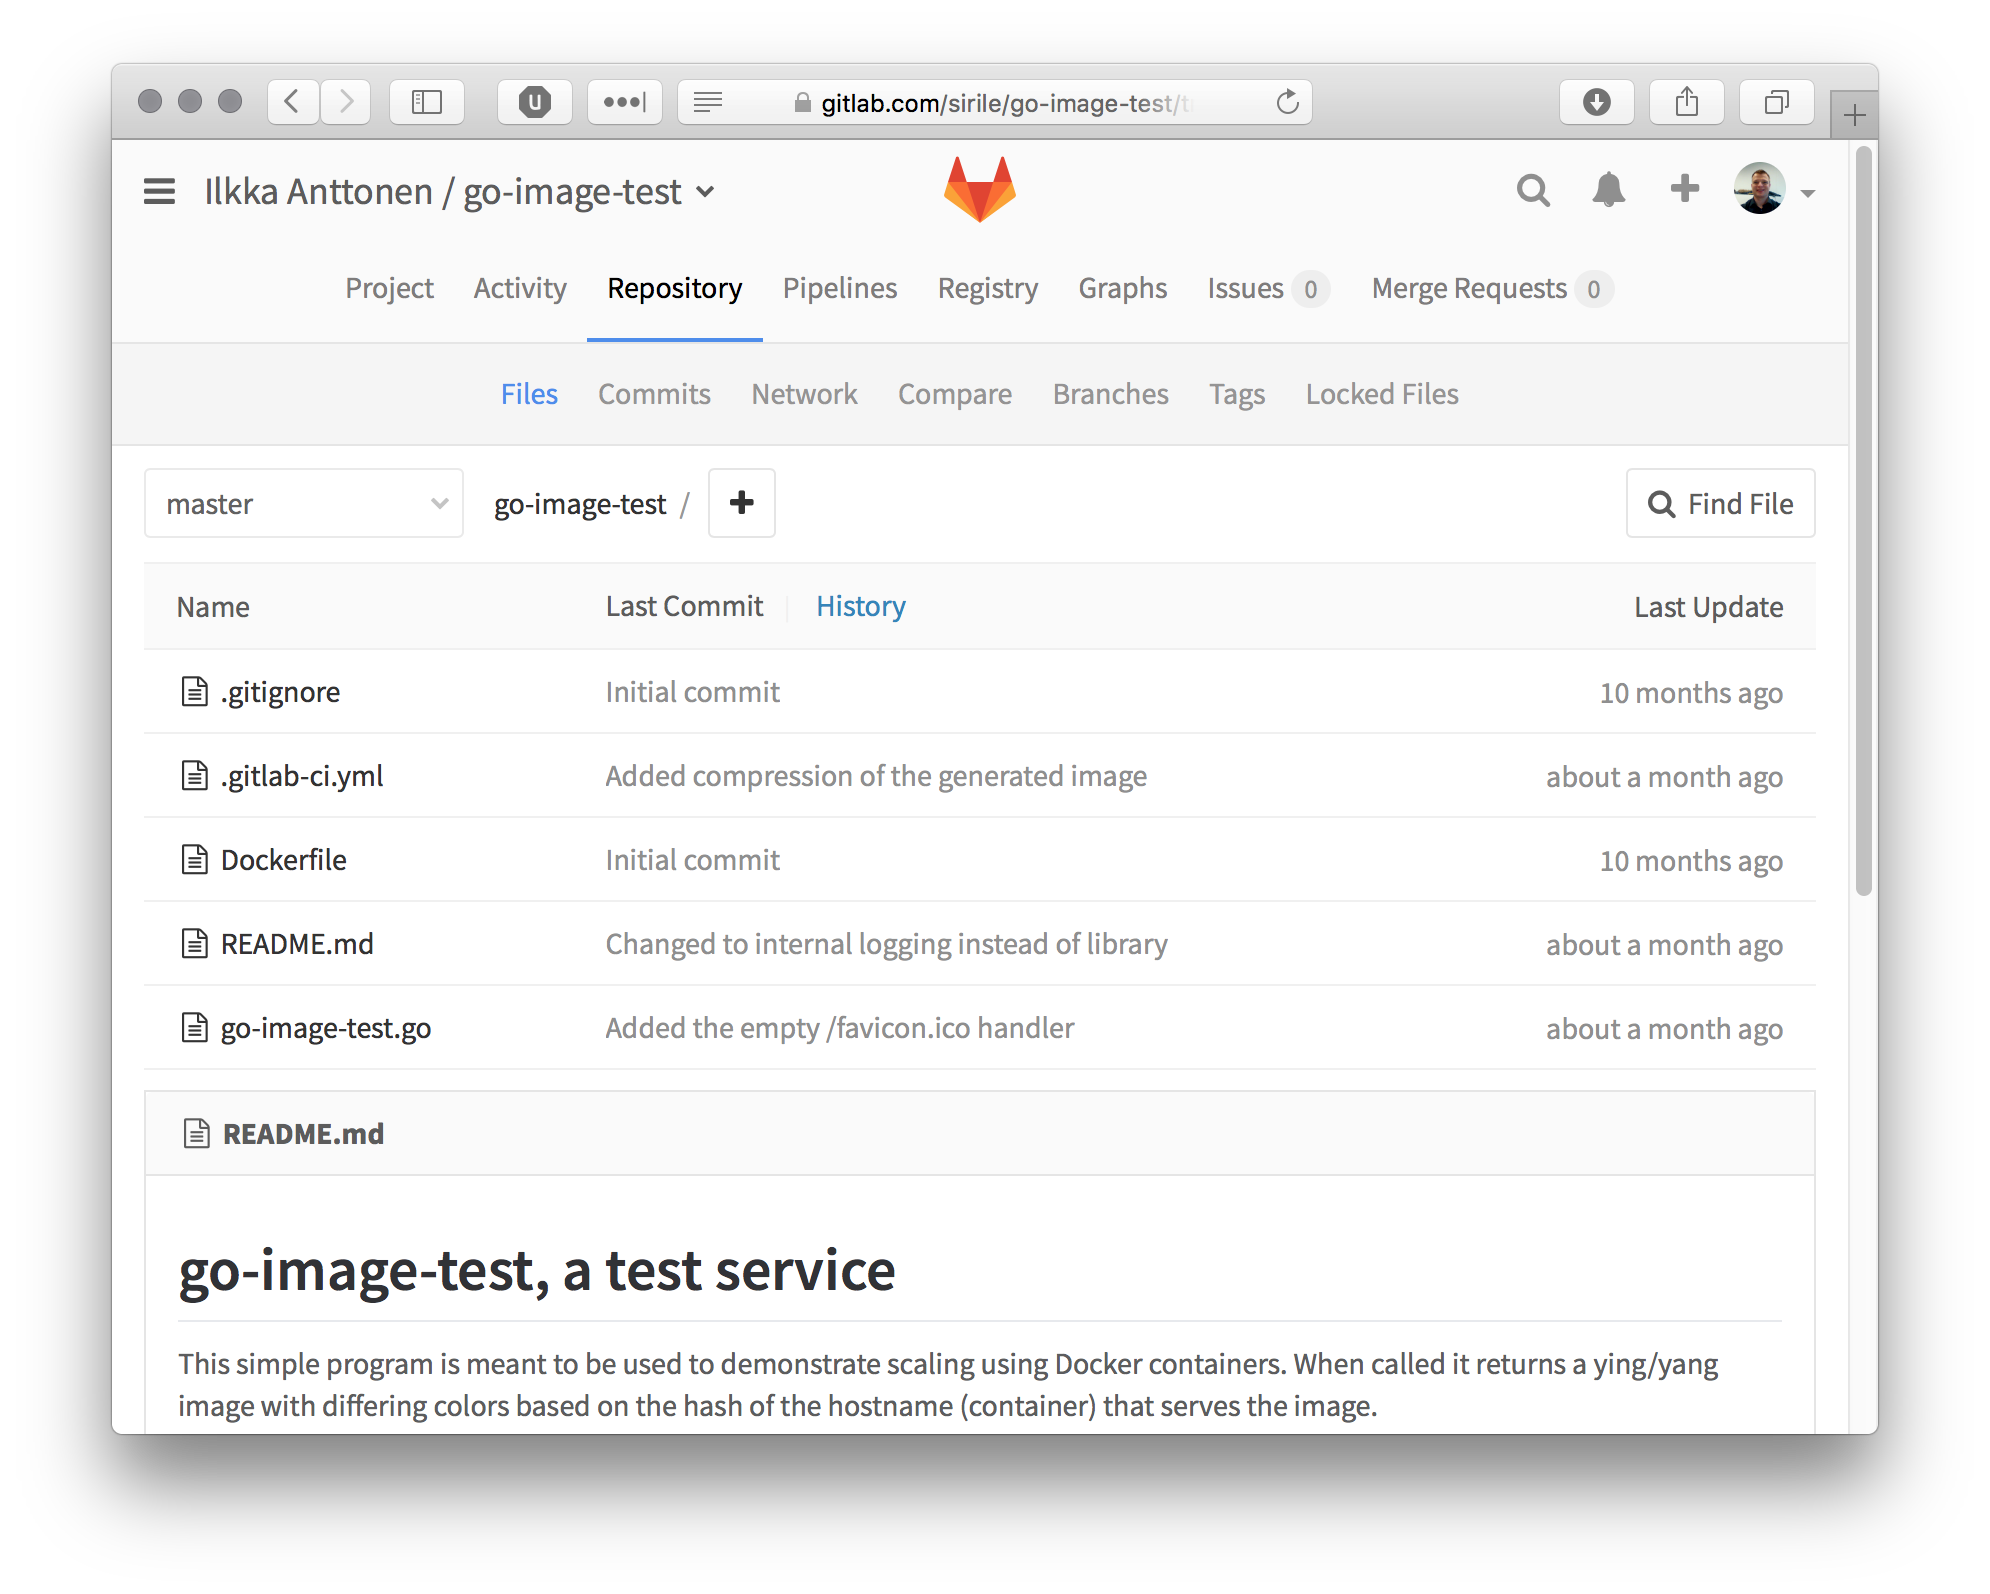 gitlab.com/sirile/go-image-test/
Ilkka Anttonen / go-image-test
Project Activity Repository Pipelines Registry Graphs Issues 0 Merge Requests 0
Files Commits Network Compare Branches Tags Locked Files
master go-image-test / Find File
Name Last Commit History Last Update
.gitignore Initial commit 10 months ago
.gitlab-ci.yml Added compression of the generated image about a month ago
Dockerfile Initial commit 10 months ago
README.md Changed to internal logging instead of library about a month ago
go-image-test.go Added the empty /favicon.ico handler about a month ago
README.md
go-image-test, a test service
This simple program is meant to be used to demonstrate scaling using Docker containers. When called it returns a ying/yang
image with differing colors based on the hash of the hostname (container) that serves the image.